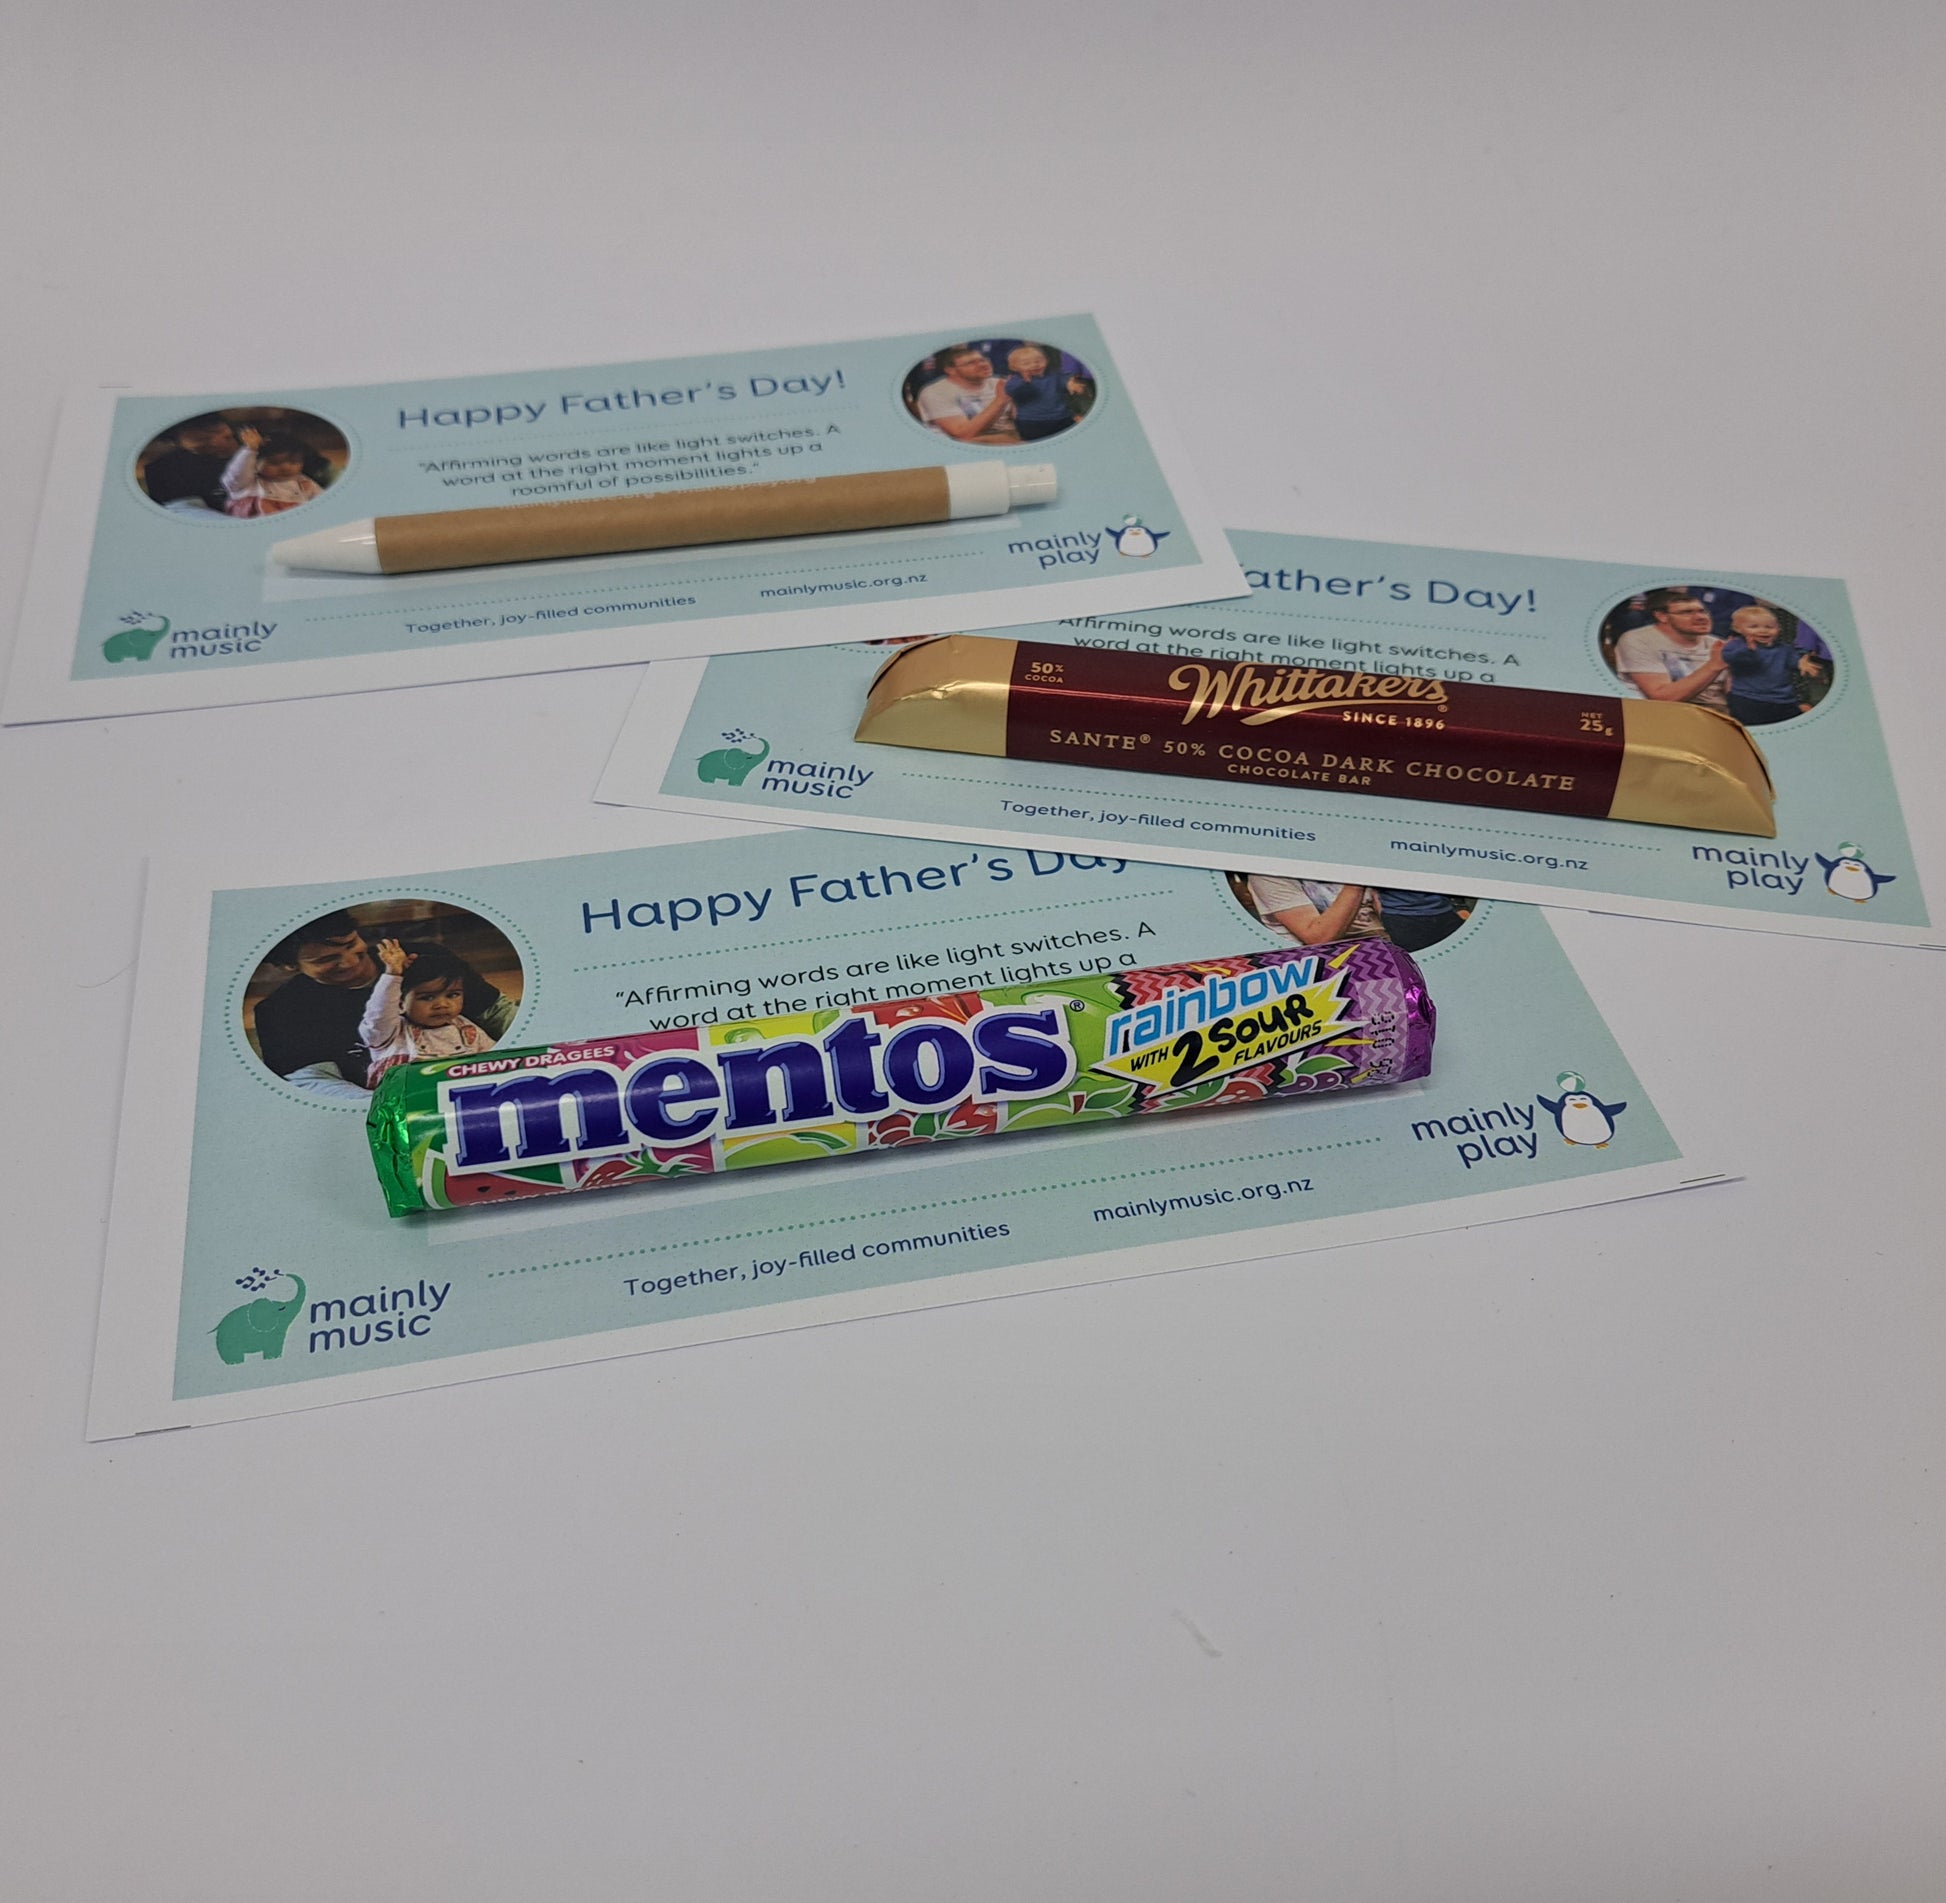 Happy Father's Day!
"Affirming words are like light switches. A
word at the right moment lights up a
roomful of possibilities."
mainly
play
mainly
music
Together, joy-filled communities
mainlymusic.org.nz
ather's Day!
Affirming words are like light switches. A
word at the right moment lights up a
50%
COCOA
Whittakers
SINCE 1896
NET
25g
SANTE® 50% COCOA DARK CHOCOLATE
CHOCOLATE BAR
mainly
music
Together, joy-filled communities
mainlymusic.org.nz
mainly
play
Happy Father's Day
"Affirming words are like light switches. A
word at the right moment lights up a
CHEWY DRAGEES
mentos®
rainbow
WITH 2 SOUR
FLAVOURS
mainly
play
mainly
music
Together, joy-filled communities
mainlymusic.org.nz